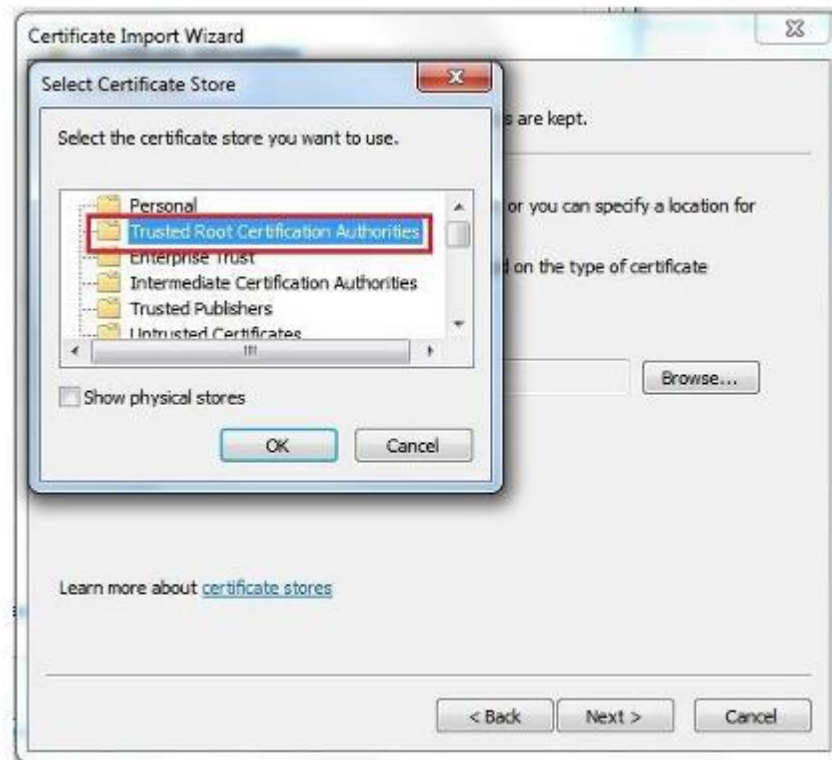 Certificate Import Wizard
Select Certificate Store
Select the certificate store you want to use.
Personal
Trusted Root Certification Authorities
Enterprise Trust
Intermediate Certification Authorities
Trusted Publishers
Untrusted Certificates
Show physical stores
OK Cancel
are kept.
or you can specify a location for
on the type of certificate
Browse...
Learn more about certificate stores
< Back Next > Cancel